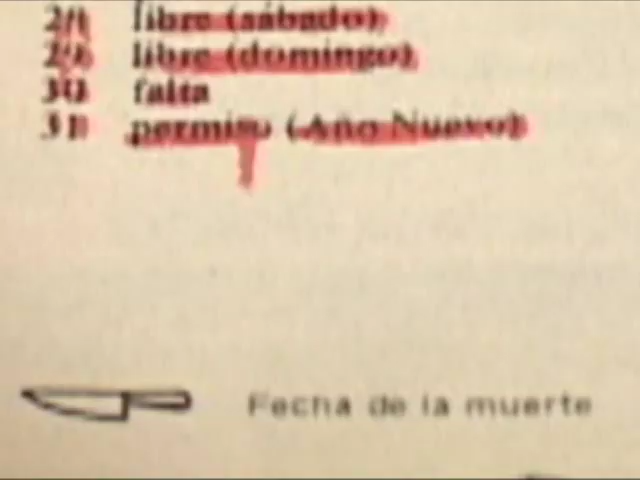 28 libre (sábado)
29 libre (domingo)
30 falta
31 permiso (Año Nuevo)
Fecha de la muerte